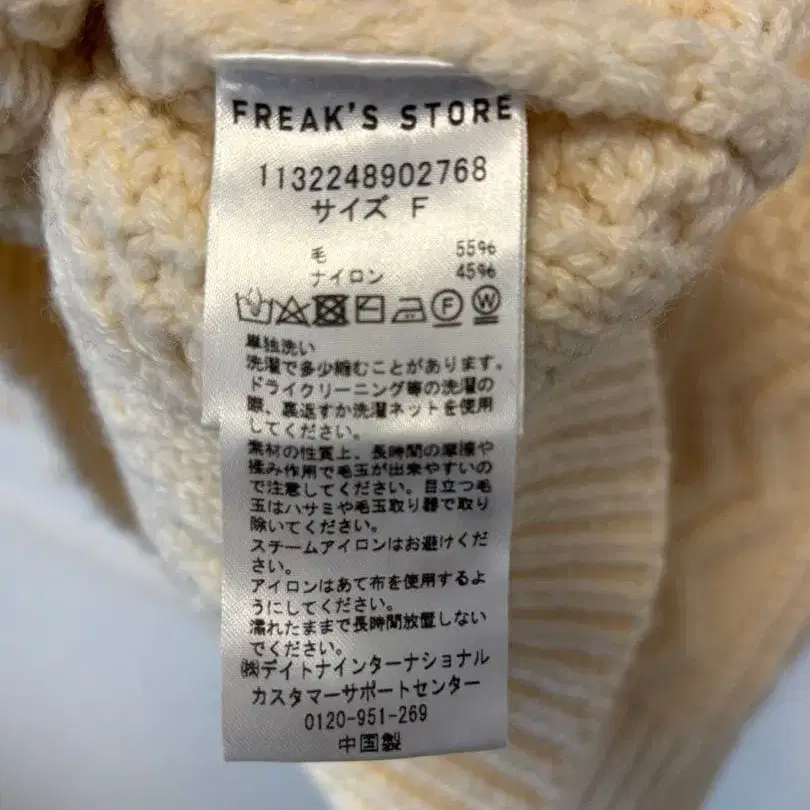 FREAK'S STORE
1132248902768
サイズ F
毛 55%
ナイロン 45%
F W
単独洗い
洗濯で多少縮むことがあります。
ドライクリーニング等の洗濯の
際、裏返すか洗濯ネットを使用
してください。
素材の性質上、長時間の摩擦や
揉み作用で毛玉が出来やすいの
で注意してください。目立つ毛
玉はハサミや毛玉取り器で取り
除いてください。
スチームアイロンはお避けくだ
さい。
アイロンはあて布を使用するよ
うにしてください。
濡れたままで長時間放置しない
でください。
㈱デイトナインターナショナル
カスタマーサポートセンター
0120-951-269
中国製